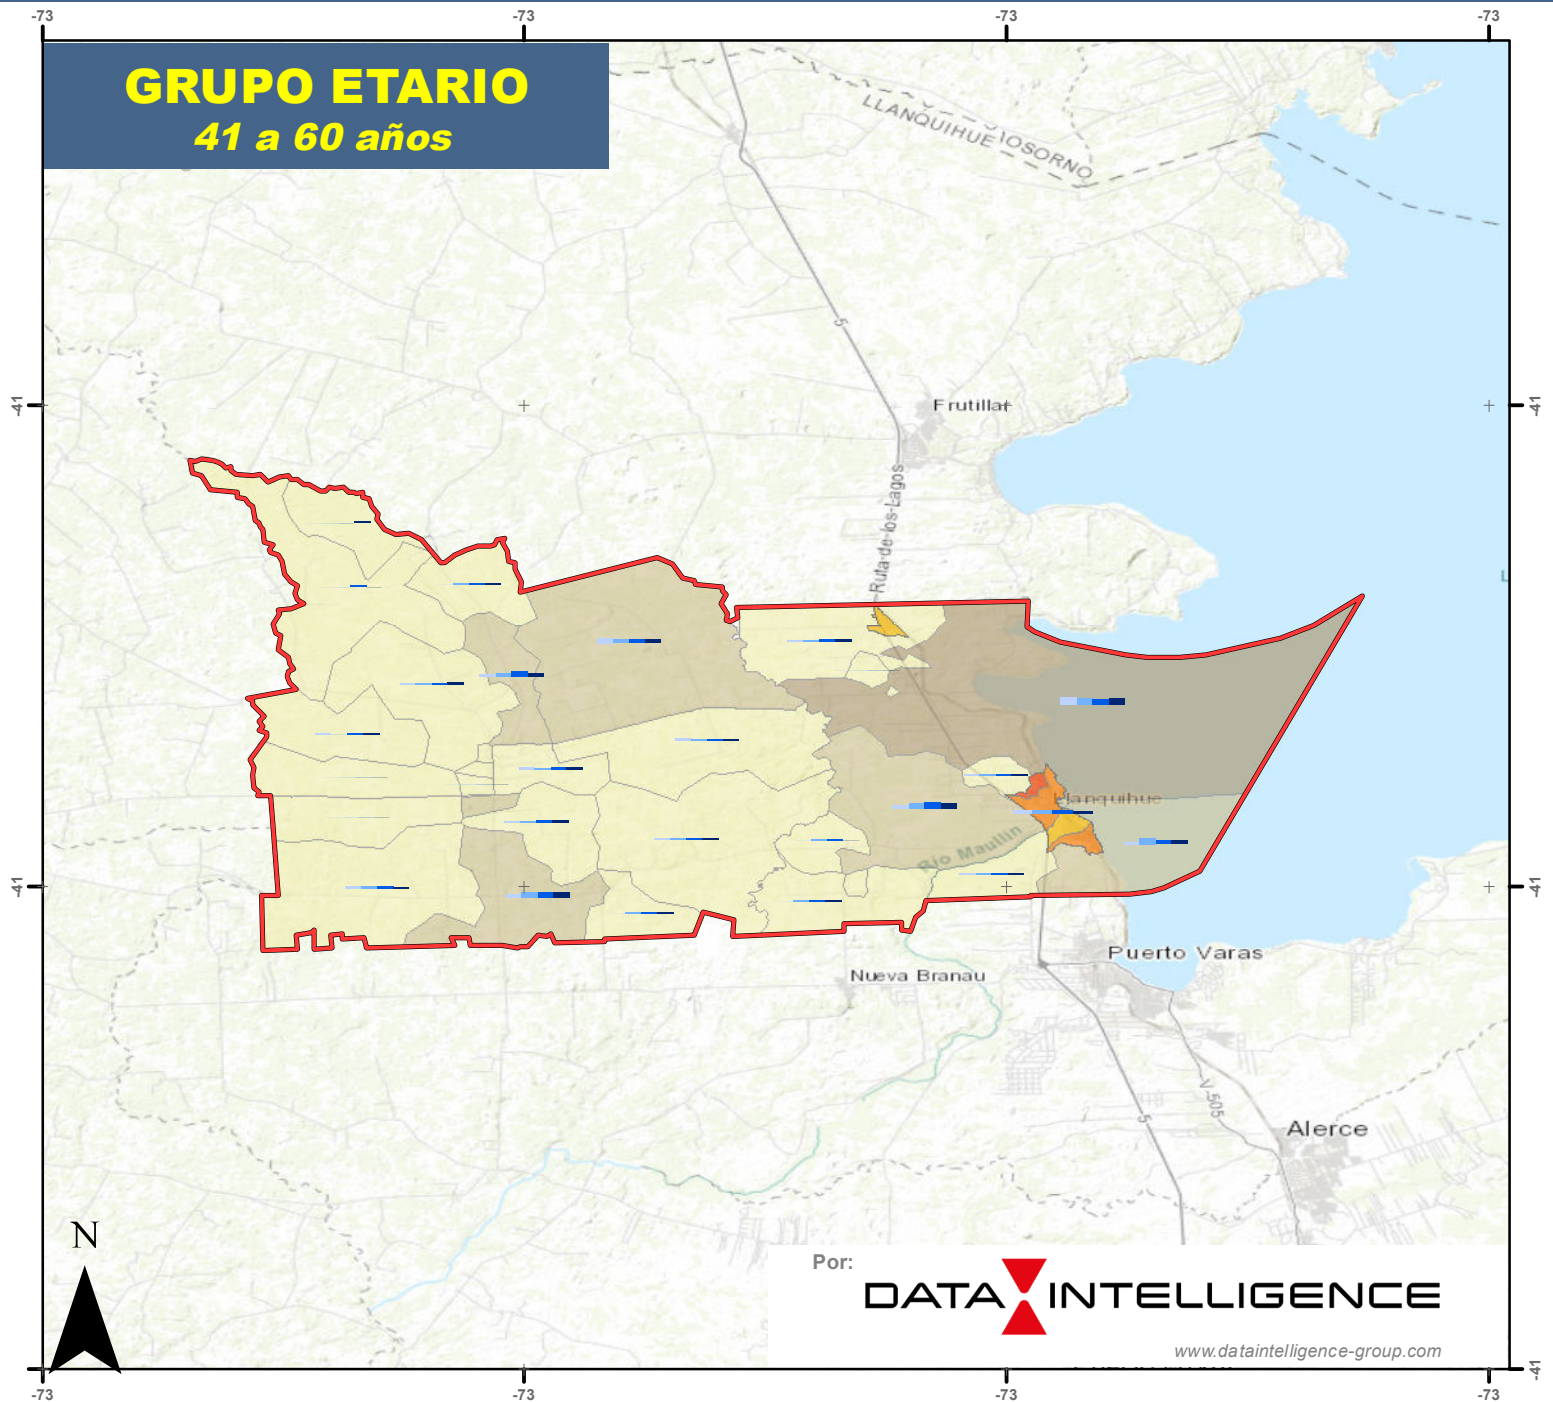 -73 -73 -73 -73
GRUPO ETARIO
41 a 60 años
LLANQUIHUE
OSORNO
5
Frutillar
-41 -41
Ruta-de-los-Lagos
Llanquihue
Río Maullín
-41 -41
Puerto Varas
Nueva Branau
V-505
5
Alerce
N
Por:
DATA INTELLIGENCE
www.dataintelligence-group.com
-41
-73 -73 -73 -73